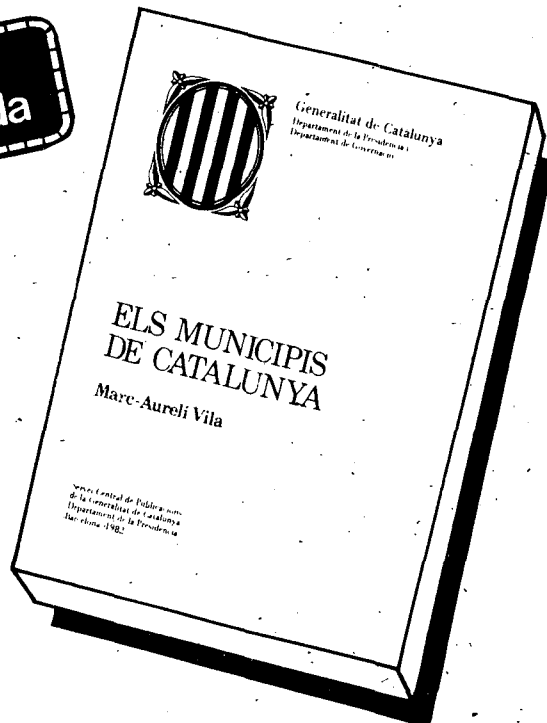 da
Generalitat de Catalunya
Departament de la Presidència i
Departament de Governació
ELS MUNICIPIS
DE CATALUNYA
Marc-Aureli Vila
Servei Central de Publicacions
de la Generalitat de Catalunya
Departament de la Presidència
Barcelona 1982